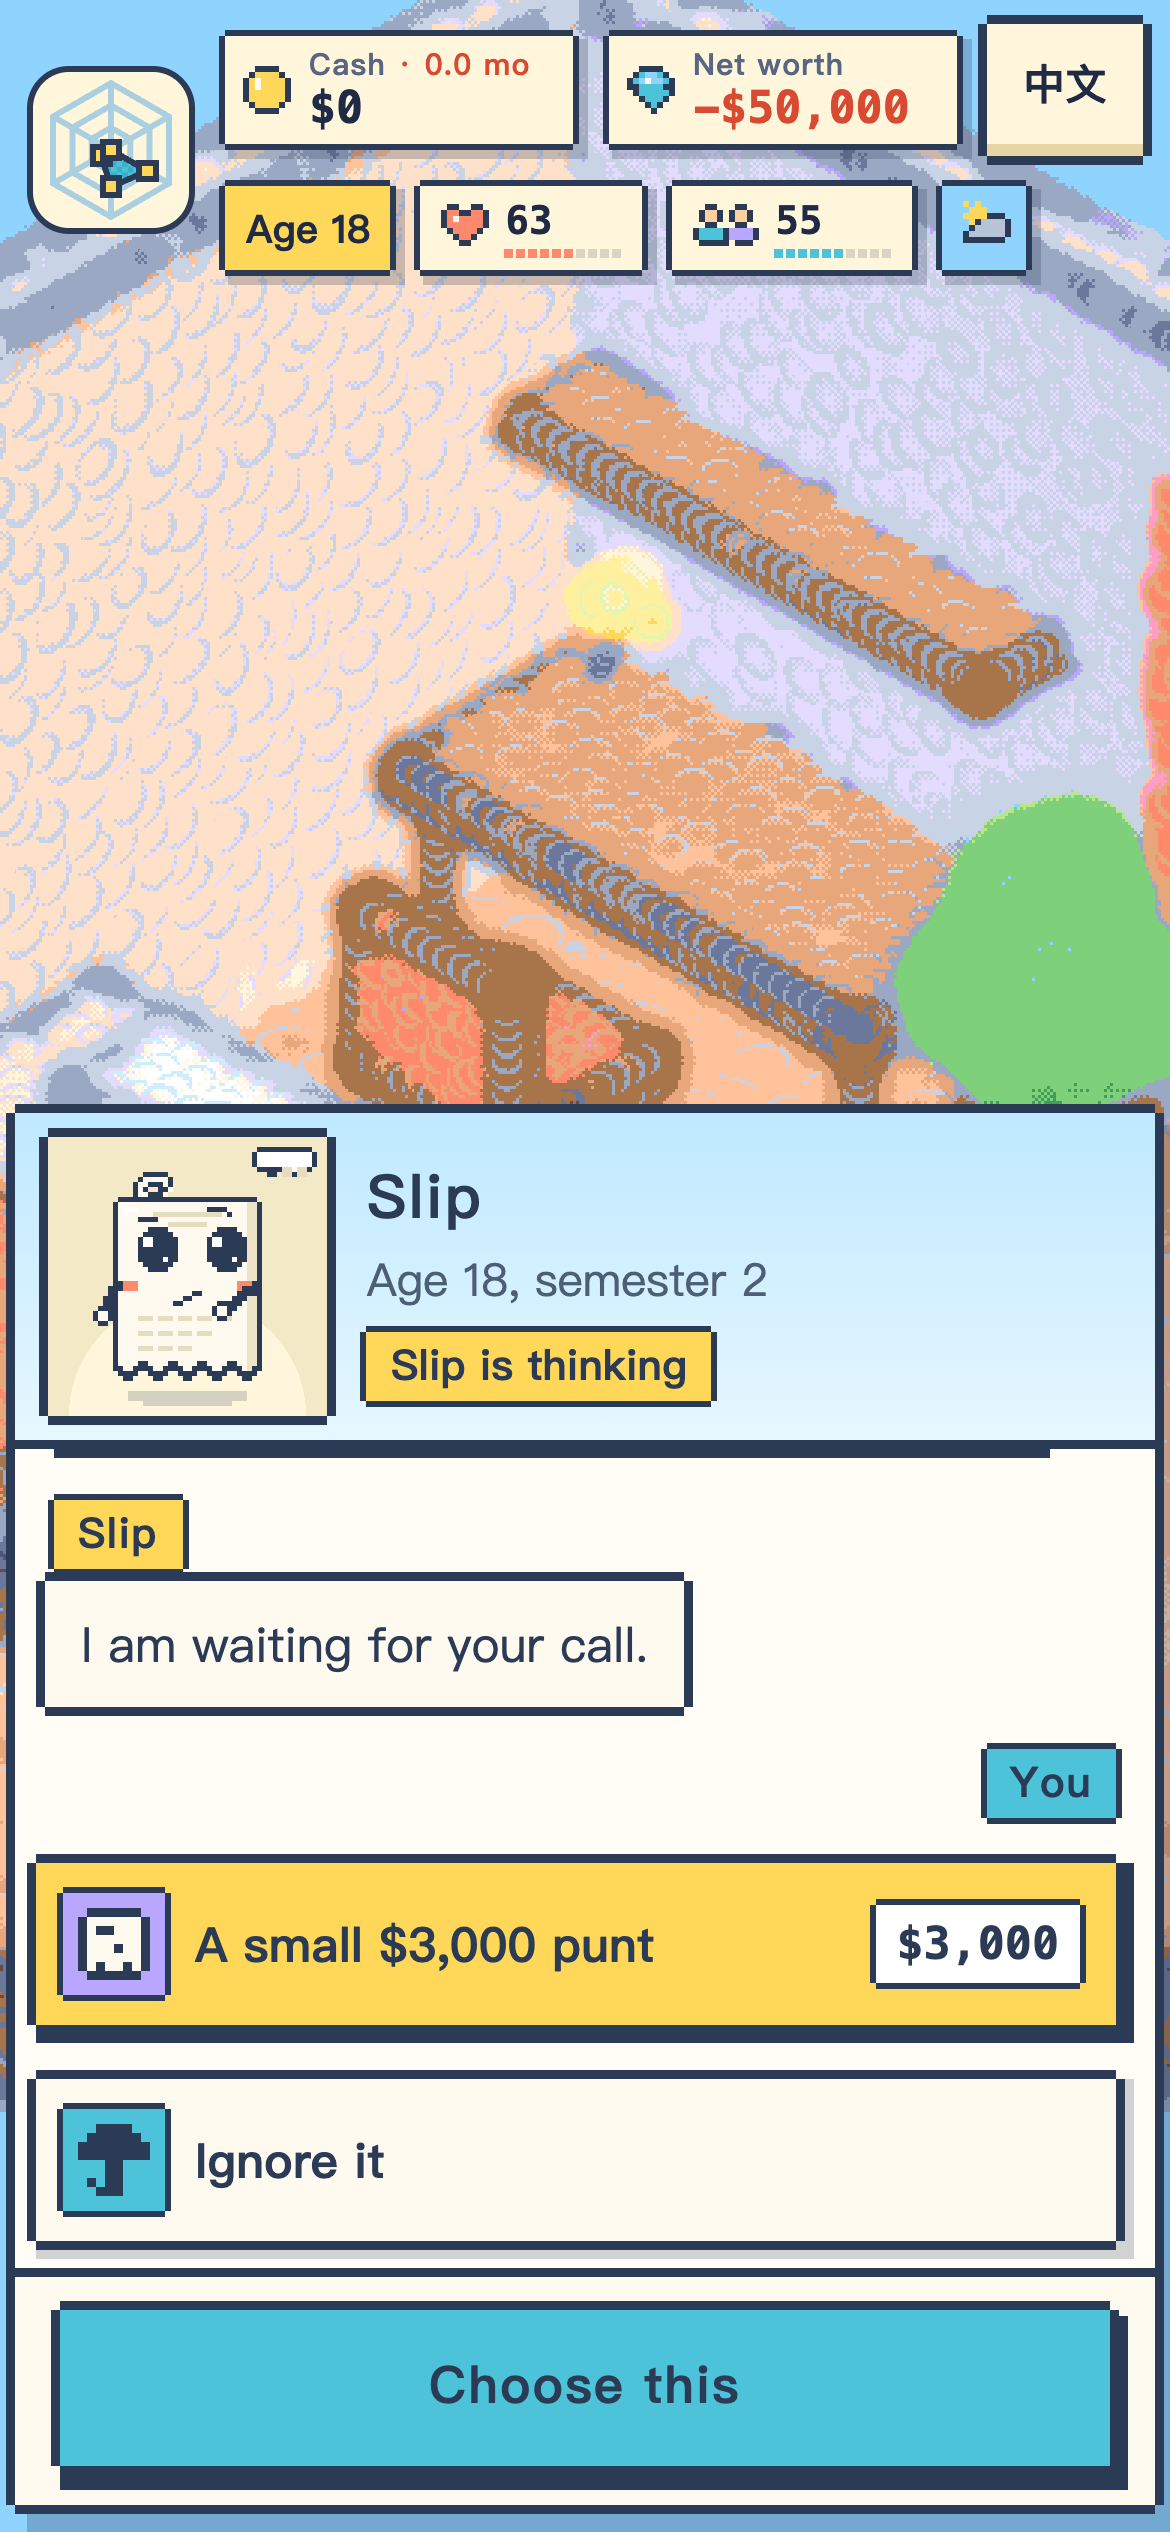 Cash · 0.0 mo
$0
Net worth
−$50,000
中文
Age 18
63
55
Slip
Age 18, semester 2
Slip is thinking
Slip
I am waiting for your call.
You
A small $3,000 punt
$3,000
Ignore it
Choose this